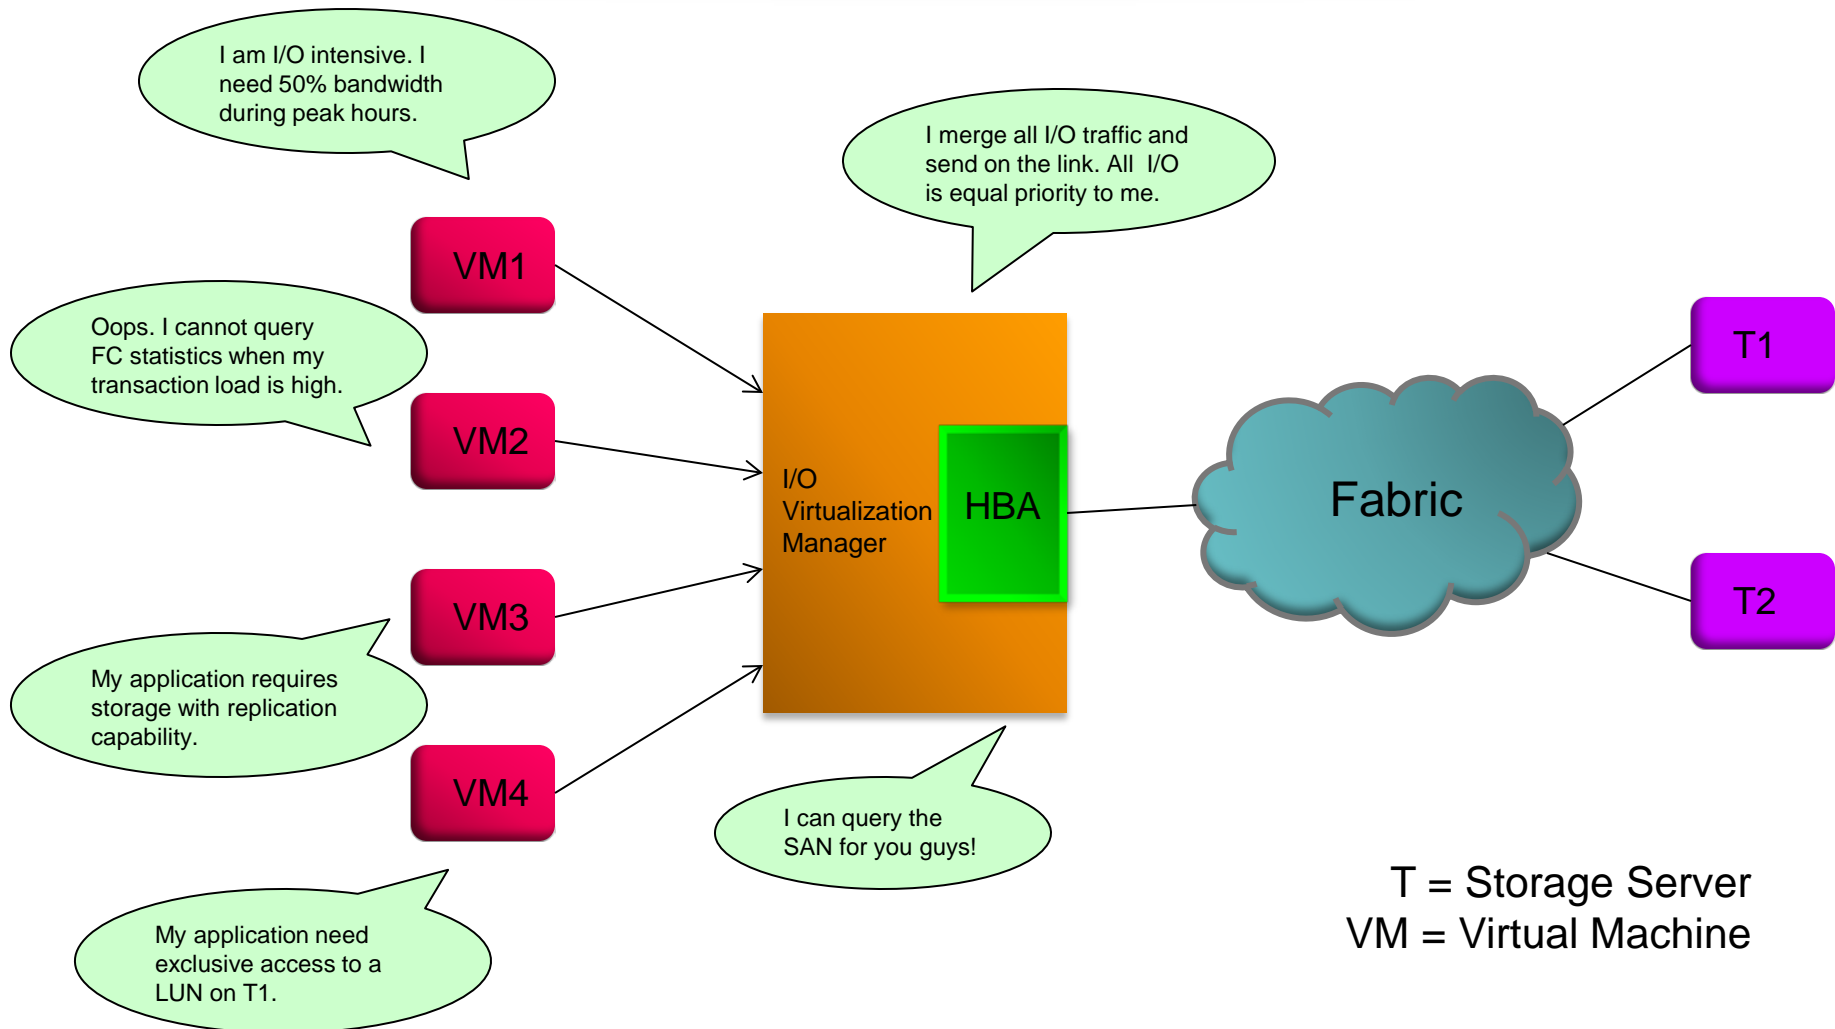 I am I/O intensive. I
need 50% bandwidth
during peak hours.
I merge all I/O traffic and
send on the link. All I/O
is equal priority to me.
VM1
Oops. I cannot query
FC statistics when my
transaction load is high.
VM2
I/O
Virtualization
Manager
HBA
Fabric
T1
T2
VM3
My application requires
storage with replication
capability.
VM4
I can query the
SAN for you guys!
My application need
exclusive access to a
LUN on T1.
T = Storage Server
VM = Virtual Machine